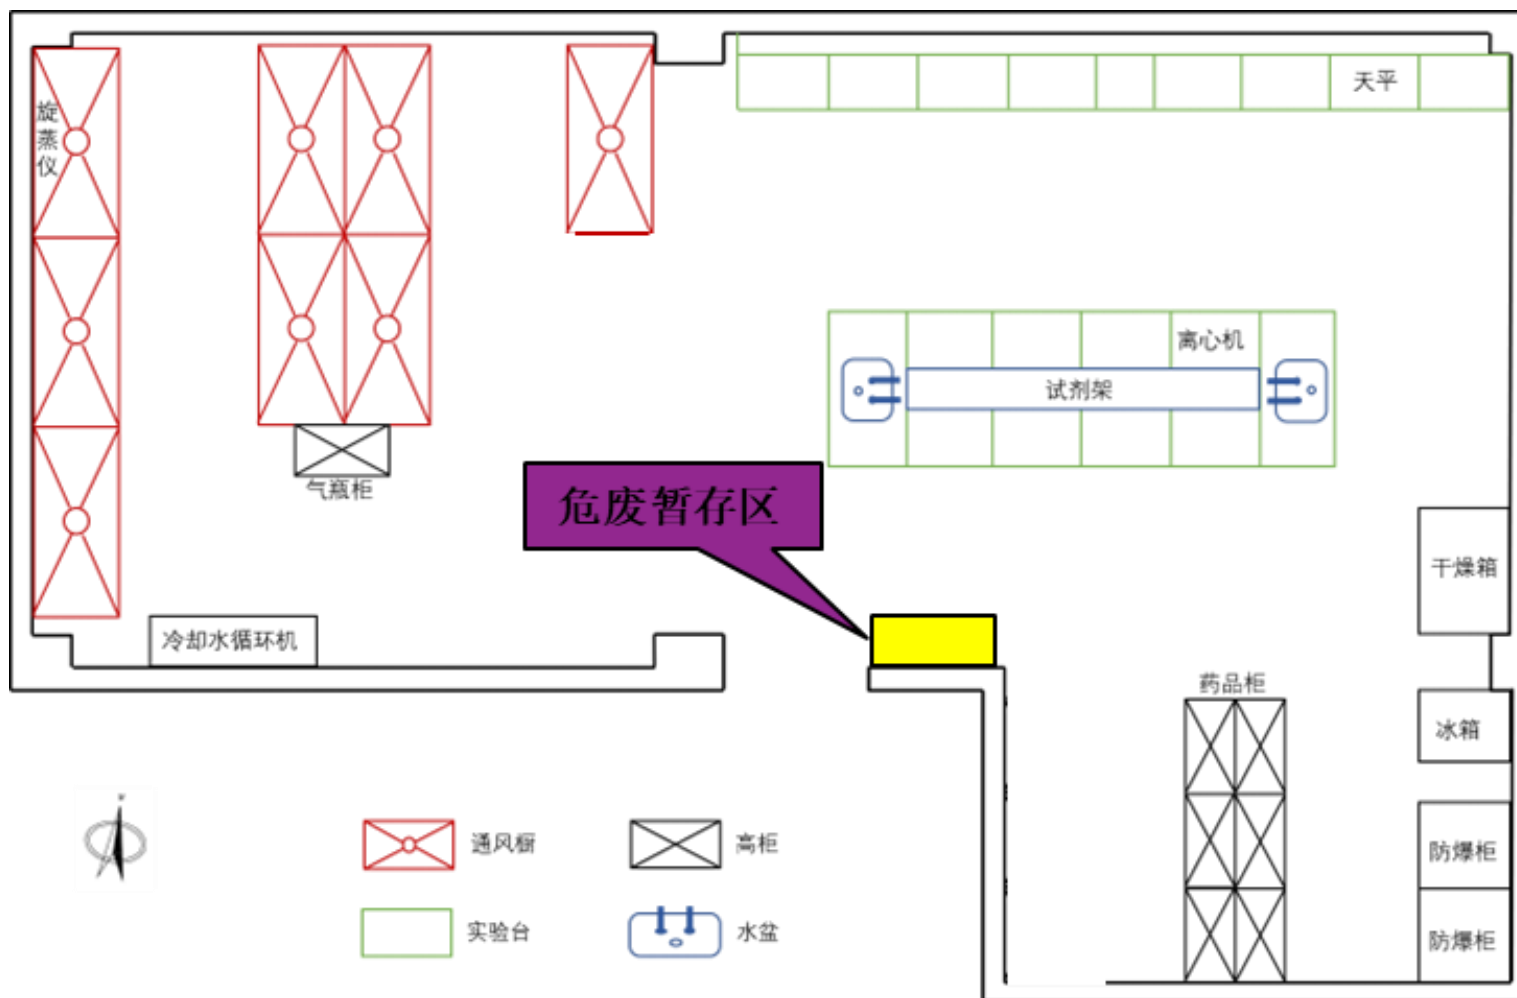 天平
旋
蒸
仪
离心机
试剂架
气瓶柜
危废暂存区
干燥箱
冷却水循环机
药品柜
冰箱
通风橱
高柜
防爆柜
实验台
水盆
防爆柜